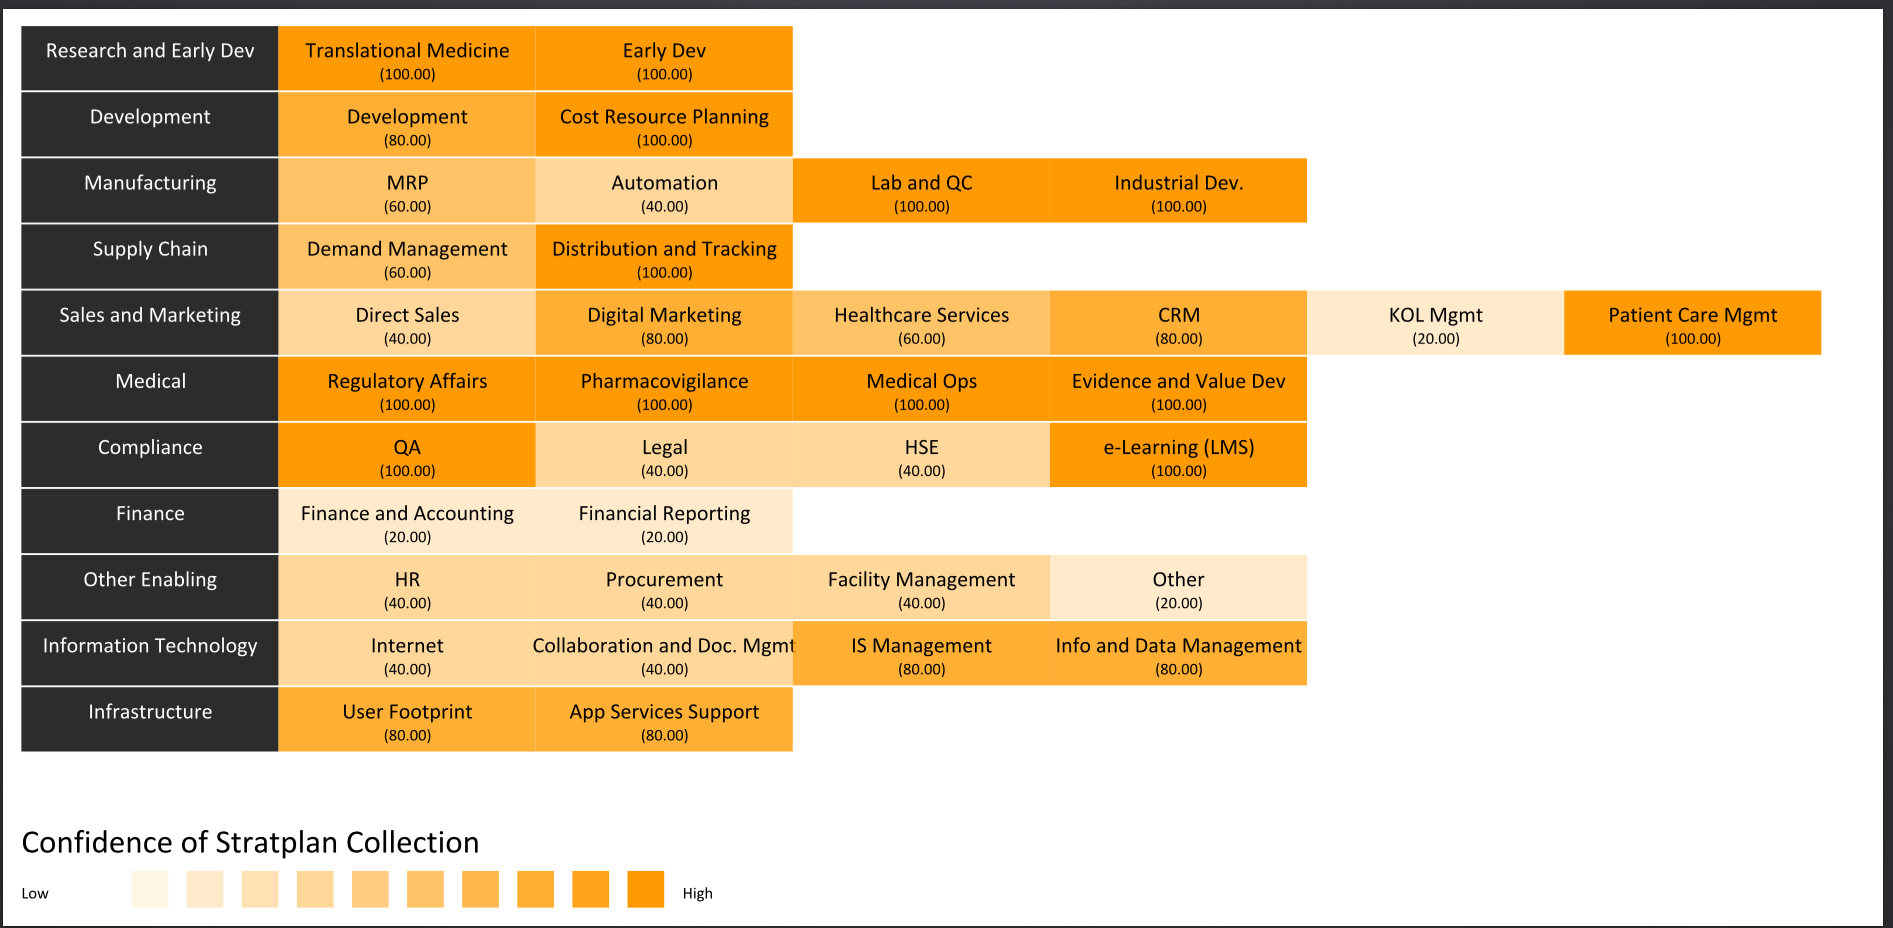 Research and Early Dev
Translational Medicine
(100.00)
Early Dev
(100.00)
Development
Development
(80.00)
Cost Resource Planning
(100.00)
Manufacturing
MRP
(60.00)
Automation
(40.00)
Lab and QC
(100.00)
Industrial Dev.
(100.00)
Supply Chain
Demand Management
(60.00)
Distribution and Tracking
(100.00)
Sales and Marketing
Direct Sales
(40.00)
Digital Marketing
(80.00)
Healthcare Services
(60.00)
CRM
(80.00)
KOL Mgmt
(20.00)
Patient Care Mgmt
(100.00)
Medical
Regulatory Affairs
(100.00)
Pharmacovigilance
(100.00)
Medical Ops
(100.00)
Evidence and Value Dev
(100.00)
Compliance
QA
(100.00)
Legal
(40.00)
HSE
(40.00)
e-Learning (LMS)
(100.00)
Finance
Finance and Accounting
(20.00)
Financial Reporting
(20.00)
Other Enabling
HR
(40.00)
Procurement
(40.00)
Facility Management
(40.00)
Other
(20.00)
Information Technology
Internet
(40.00)
Collaboration and Doc. Mgmt
(40.00)
IS Management
(80.00)
Info and Data Management
(80.00)
Infrastructure
User Footprint
(80.00)
App Services Support
(80.00)
Confidence of Stratplan Collection
Low
High